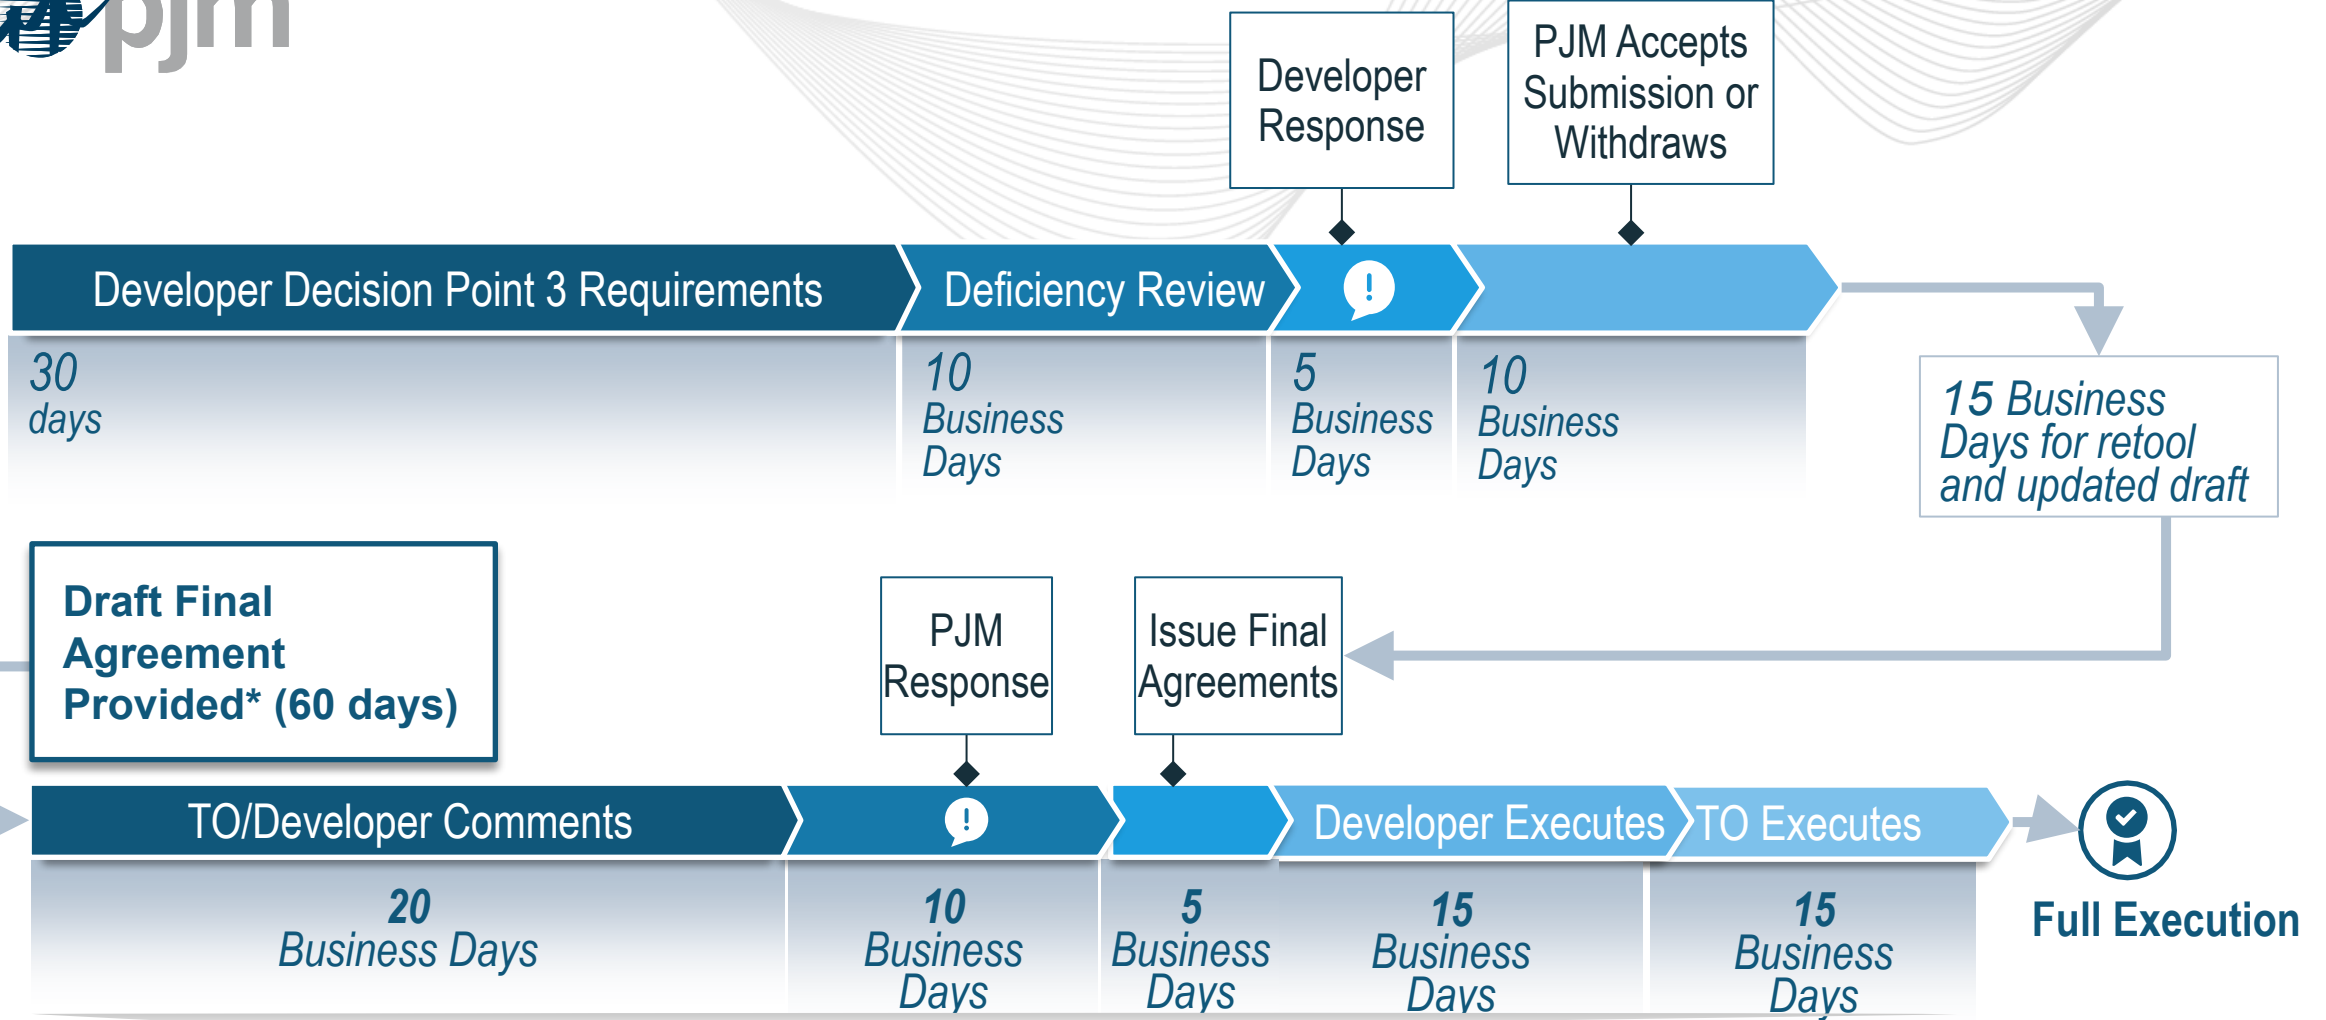 pjm
Developer
Response
PJM Accepts
Submission or
Withdraws
Developer Decision Point 3 Requirements
Deficiency Review
!
30
days
10
Business
Days
5
Business
Days
10
Business
Days
15 Business
Days for retool
and updated draft
Draft Final
Agreement
Provided* (60 days)
PJM
Response
Issue Final
Agreements
TO/Developer Comments
!
Developer Executes
TO Executes
20
Business Days
10
Business
Days
5
Business
Days
15
Business
Days
15
Business
Days
Full Execution